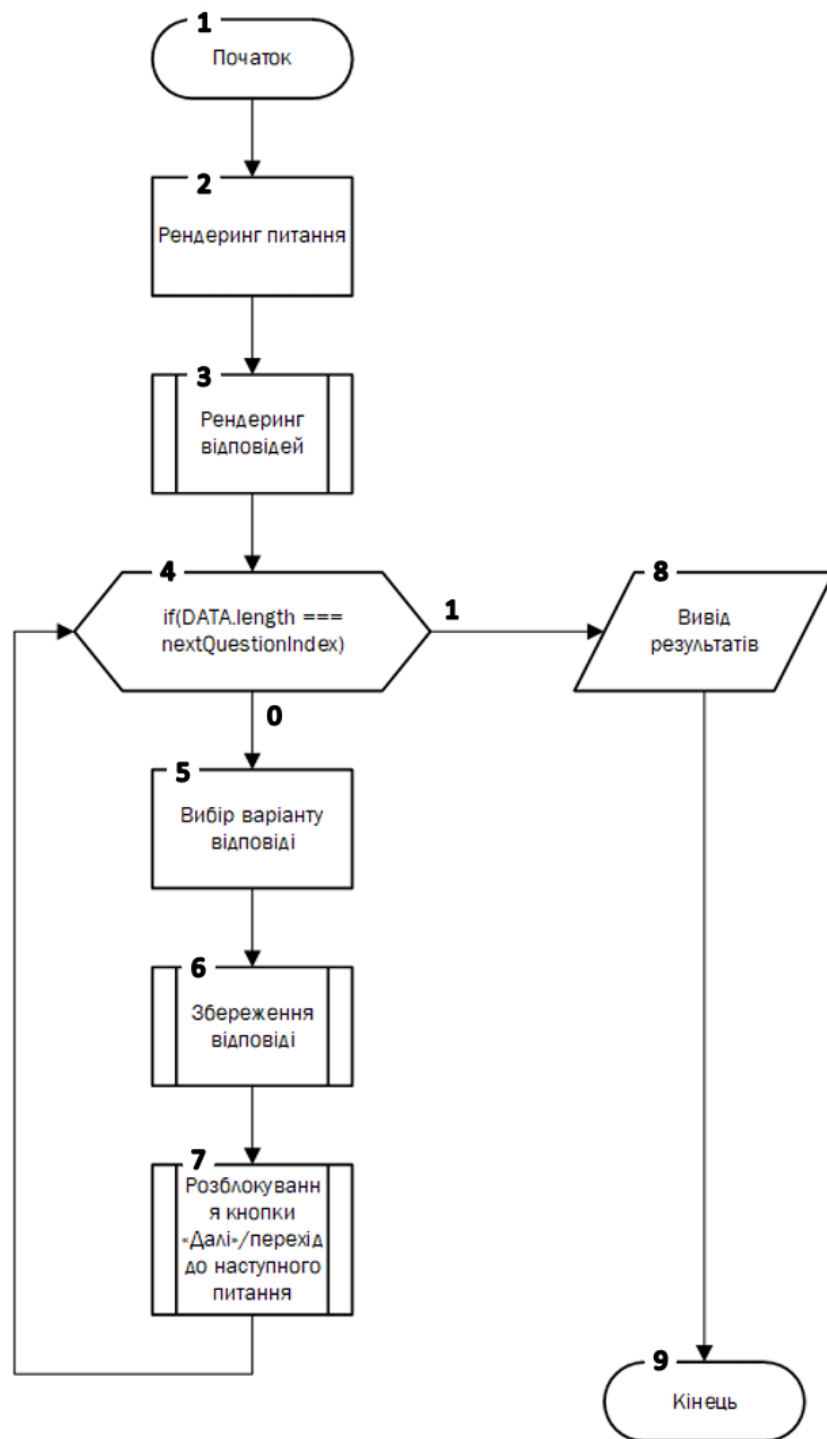 1
Початок
2
Рендеринг питання
3
Рендеринг
відповідей
4
if(DATA.length ===
nextQuestionIndex)
1
8
Вивід
результатів
0
5
Вибір варіанту
відповіді
6
Збереження
відповіді
7
Розблокуванн
я кнопки
«Далі»/перехід
до наступного
питання
9
Кінець